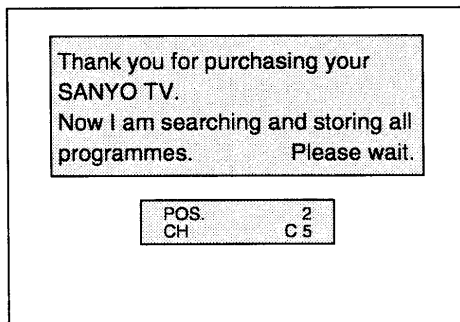 Thank you for purchasing your
SANYO TV.
Now I am searching and storing all
programmes. Please wait.
POS. 2
CH C 5